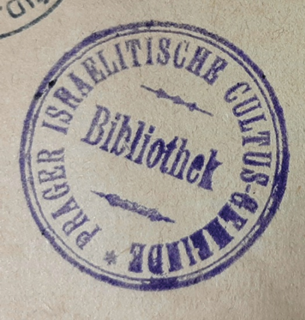 PRAGER ISRAELITISCHE CULTUS-GEMEINDE *
Bibliothek